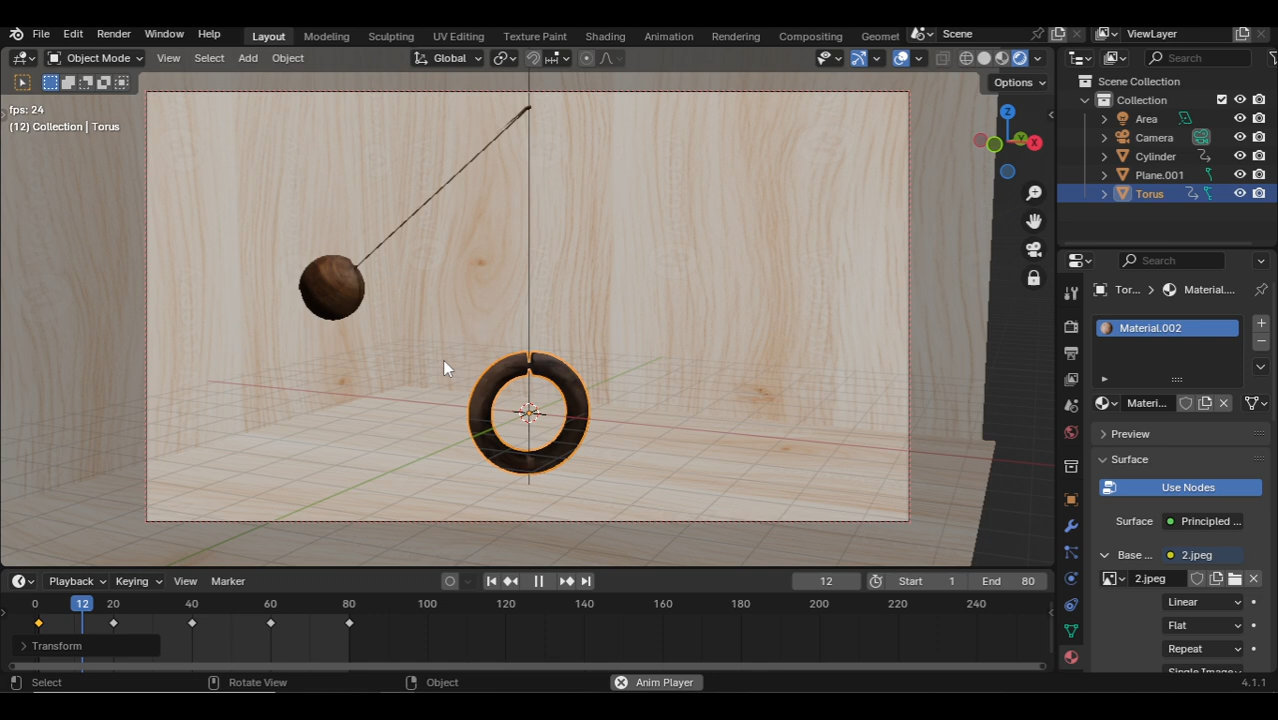 File Edit Render Window Help Layout Modeling Sculpting UV Editing Texture Paint Shading Animation Rendering Compositing Geomet Scene ViewLayer
Object Mode View Select Add Object Global Search
Options
fps: 24
(12) Collection | Torus
Z
Y
X
Scene Collection
Collection
Area
Camera
Cylinder
Plane.001
Torus
Search
Tor... > Material....
Material.002
Materi...
Preview
Surface
Use Nodes
Surface Principled ...
Base ... 2.jpeg
2.jpeg
Linear
Flat
Repeat
Single Image
Playback Keying View Marker 12 Start 1 End 80
0 12 20 40 60 80 100 120 140 160 180 200 220 240
Transform
Select Rotate View Object Anim Player 4.1.1